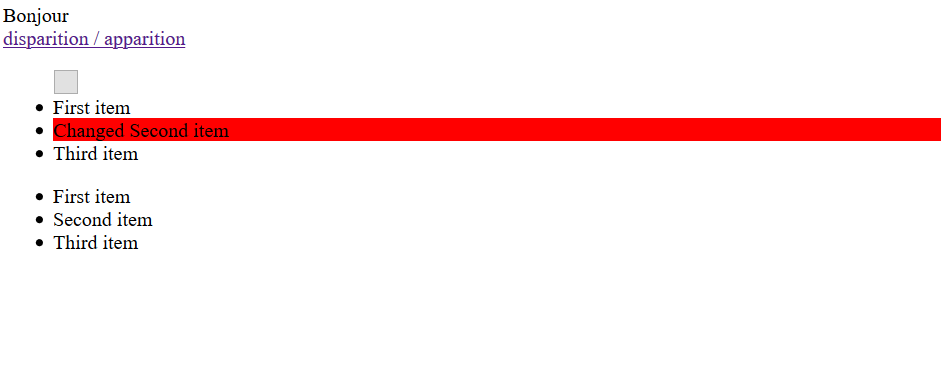 Bonjour
disparition / apparition
First item
Changed Second item
Third item
First item
Second item
Third item